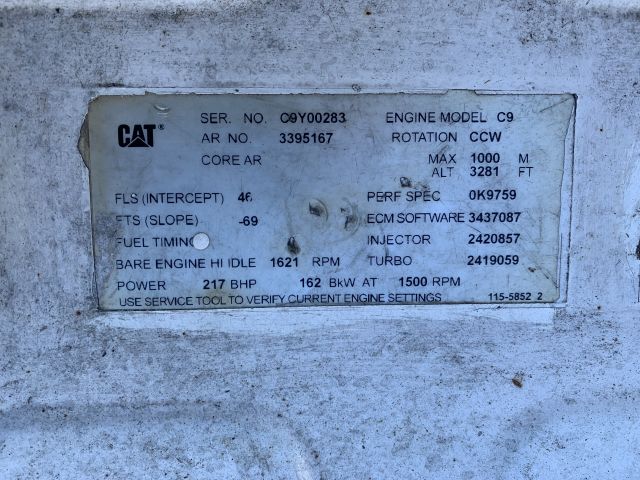 SER. NO. C9Y00283 ENGINE MODEL C9
CAT® AR NO. 3395167 ROTATION CCW
CORE AR MAX 1000 M
ALT 3281 FT
FLS (INTERCEPT) 46 PERF SPEC 0K9759
FTS (SLOPE) -69 ECM SOFTWARE 3437087
FUEL TIMING INJECTOR 2420857
BARE ENGINE HI IDLE 1621 RPM TURBO 2419059
POWER 217 BHP 162 BkW AT 1500 RPM
USE SERVICE TOOL TO VERIFY CURRENT ENGINE SETTINGS 115-5852 2